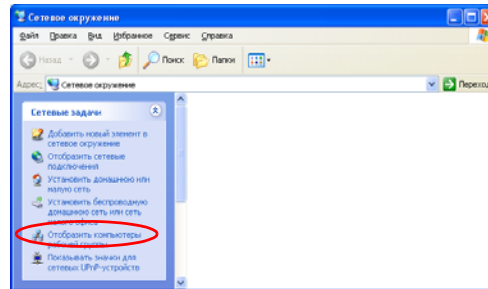 Сетевое окружение
Файл Правка Вид Избранное Сервис Справка
Назад Поиск Папки
Адрес: Сетевое окружение Переход
Сетевые задачи
Добавить новый элемент в
сетевое окружение
Отобразить сетевые
подключения
Установить домашнюю или
малую сеть
Установить беспроводную
домашнюю сеть или сеть
малого офиса
Отобразить компьютеры
рабочей группы
Показывать значки для
сетевых UPnP-устройств